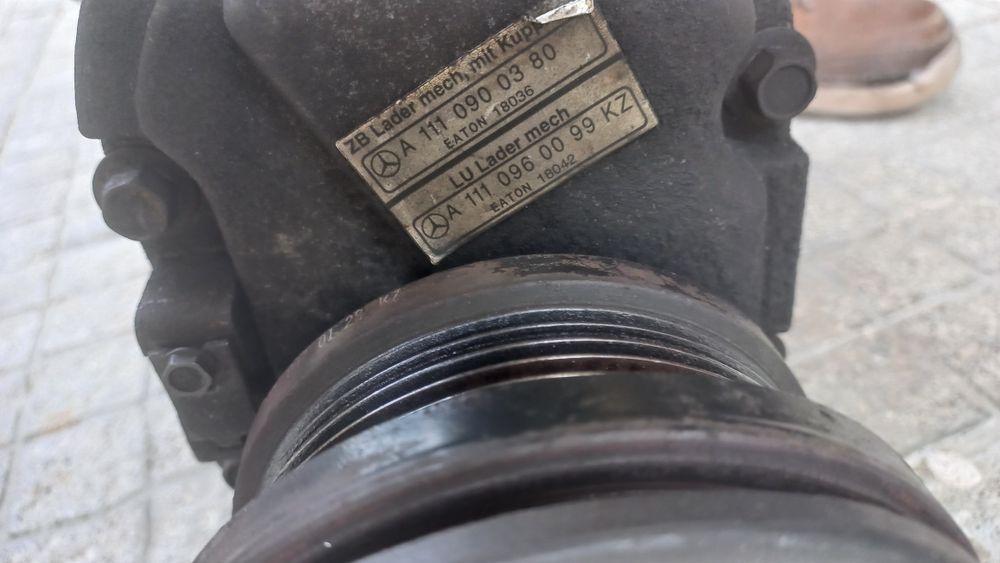 ZB Lader mech, mit Kupp
A 111 090 03 80
EATON 18036
LU Lader mech
A 111 096 00 99 KZ
EATON 18042